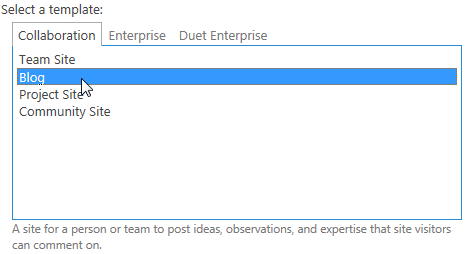 Select a template:
Collaboration Enterprise Duet Enterprise
Team Site
Blog
Project Site
Community Site
A site for a person or team to post ideas, observations, and expertise that site visitors
can comment on.